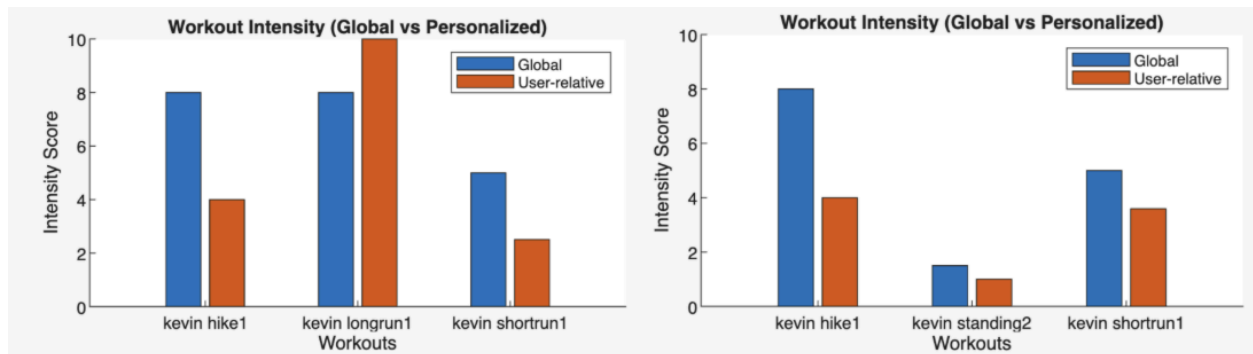 Workout Intensity (Global vs Personalized)
10
8
6
4
2
0
Intensity Score
Global
User-relative
kevin hike1
kevin longrun1
kevin shortrun1
Workouts
Workout Intensity (Global vs Personalized)
10
8
6
4
2
0
Intensity Score
Global
User-relative
kevin hike1
kevin standing2
kevin shortrun1
Workouts